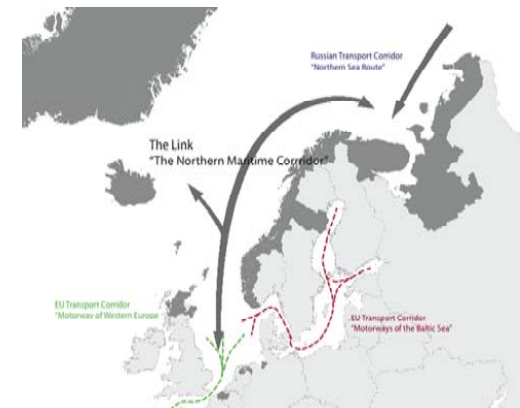 Russian Transport Corridor
"Northern Sea Route"
The Link
"The Northern Maritime Corrridor"
EU Transport Corridor
"Motorway of Western Europe
EU Transport Corridor
"Motorways of the Baltic Sea"